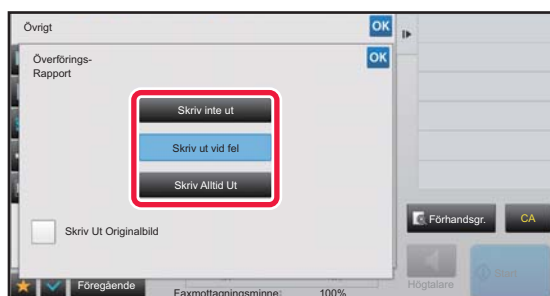 Övrigt
OK
Överförings-
Rapport
OK
Skriv inte ut
Skriv ut vid fel
Skriv Alltid Ut
Skriv Ut Originalbild
Förhandsgr.
CA
Föregående
Faxmottagningsminne:
100%
Högtalare
Start